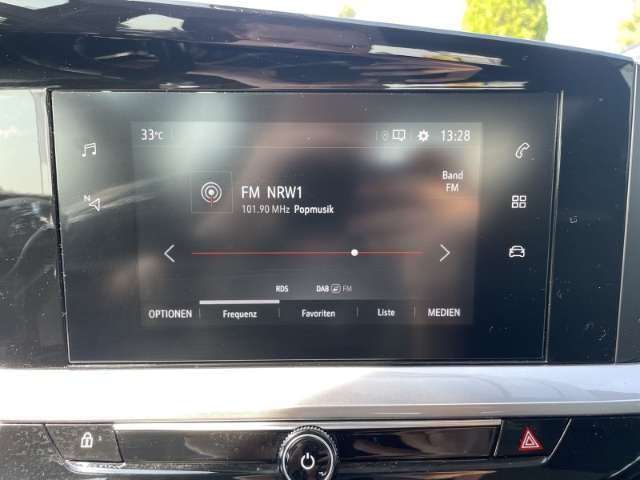 33°C 13:28
N
FM NRW1
101.90 MHz Popmusik
Band
FM
RDS DAB FM
OPTIONEN Frequenz Favoriten Liste MEDIEN